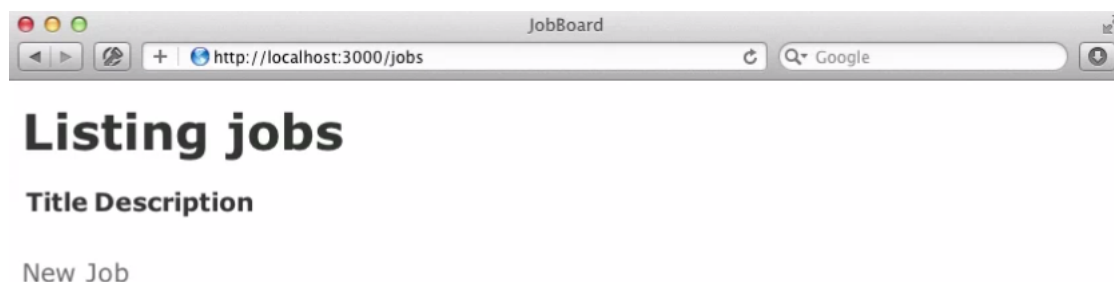 JobBoard
http://localhost:3000/jobs
Google
Listing jobs
Title Description
New Job